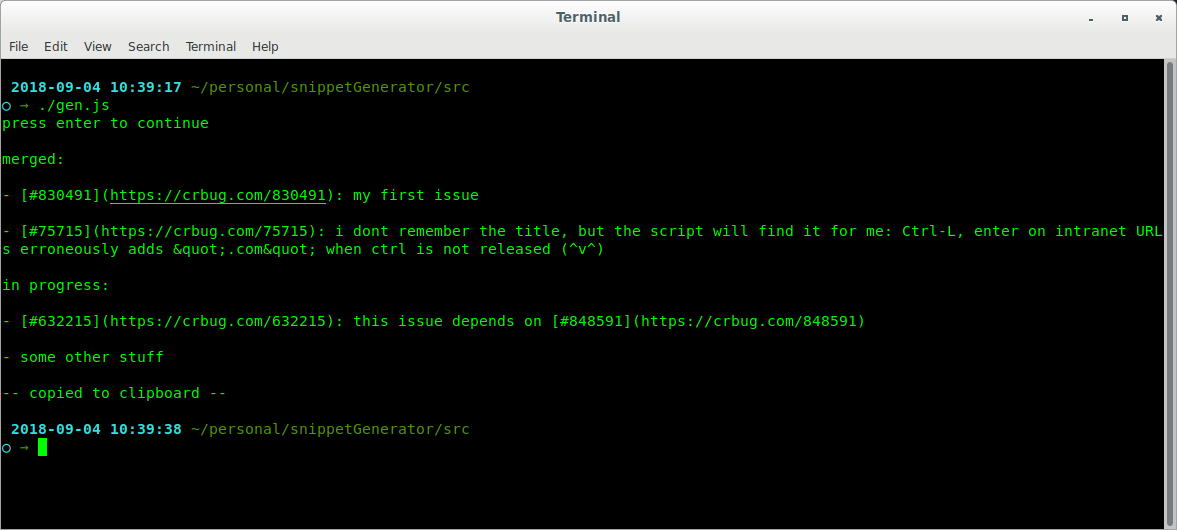 Terminal
File Edit View Search Terminal Help
2018-09-04 10:39:17 ~/personal/snippetGenerator/src
○ → ./gen.js
press enter to continue
merged:
- [#830491](https://crbug.com/830491): my first issue
- [#75715](https://crbug.com/75715): i dont remember the title, but the script will find it for me: Ctrl-L, enter on intranet URL
s erroneously adds &quot;.com&quot; when ctrl is not released (^v^)
in progress:
- [#632215](https://crbug.com/632215): this issue depends on [#848591](https://crbug.com/848591)
- some other stuff
-- copied to clipboard --
2018-09-04 10:39:38 ~/personal/snippetGenerator/src
○ →